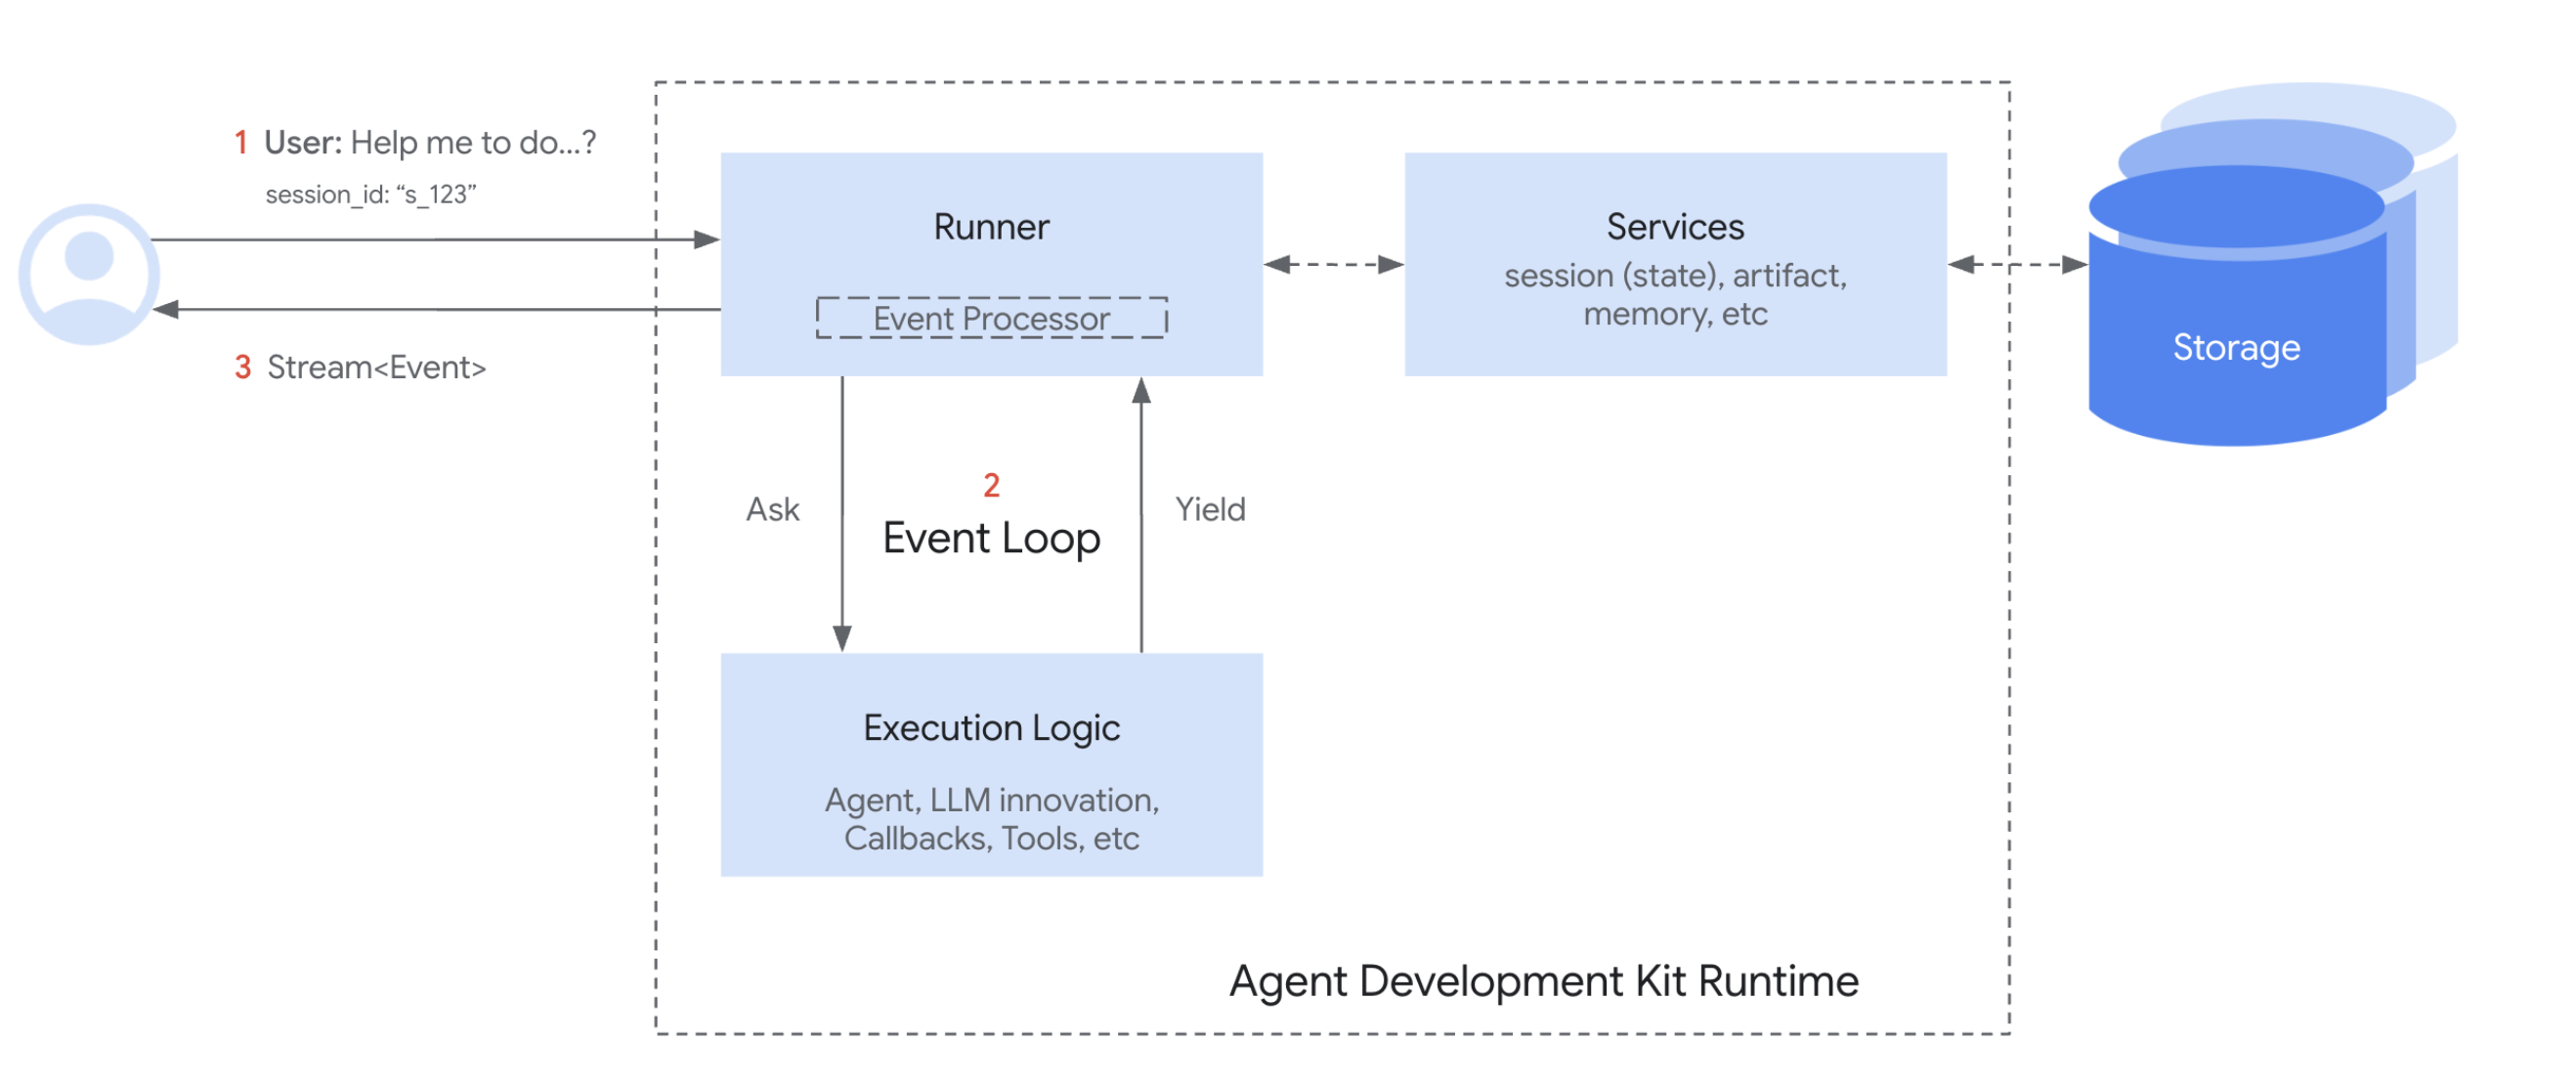 1 User: Help me to do...?
session_id: “s_123”
3 Stream<Event>
Runner
Event Processor
Services
session (state), artifact,
memory, etc
Storage
Ask
2
Event Loop
Yield
Execution Logic
Agent, LLM innovation,
Callbacks, Tools, etc
Agent Development Kit Runtime